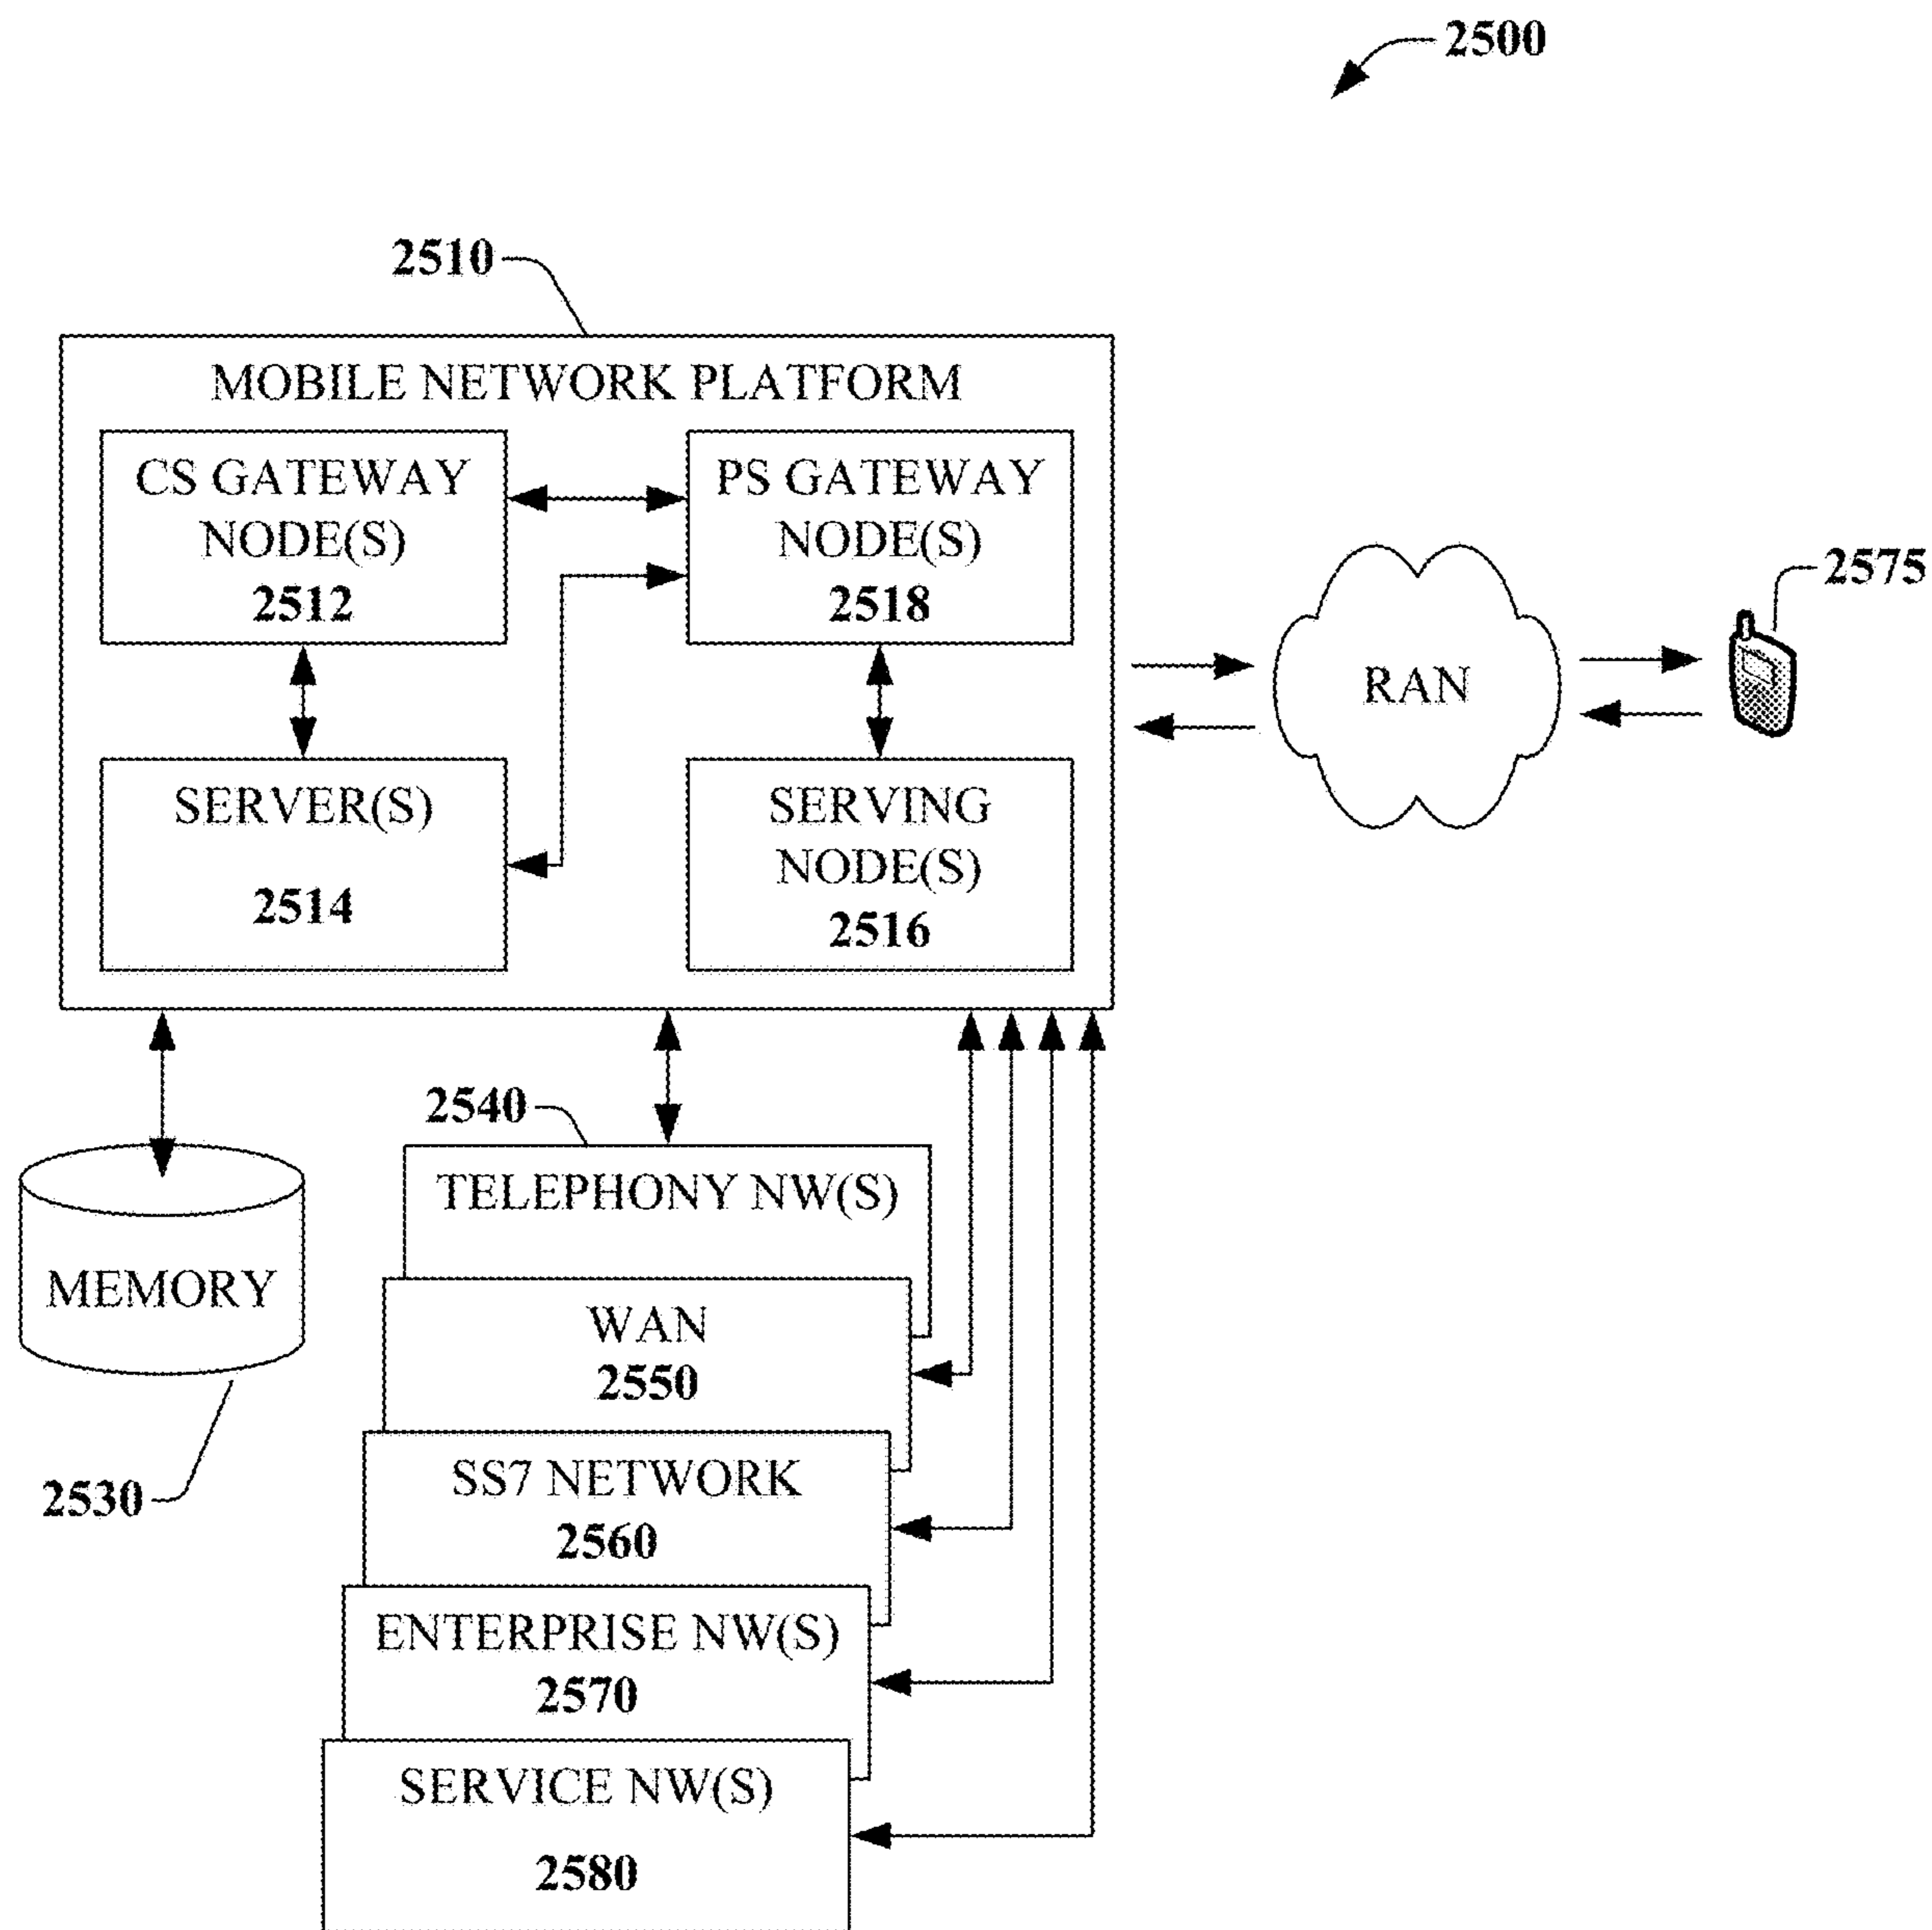 2500
2510
MOBILE NETWORK PLATFORM
CS GATEWAY
NODE(S)
2512
PS GATEWAY
NODE(S)
2518
SERVER(S)
2514
SERVING
NODE(S)
2516
RAN
2575
2540
TELEPHONY NW(S)
MEMORY
2530
WAN
2550
SS7 NETWORK
2560
ENTERPRISE NW(S)
2570
SERVICE NW(S)
2580